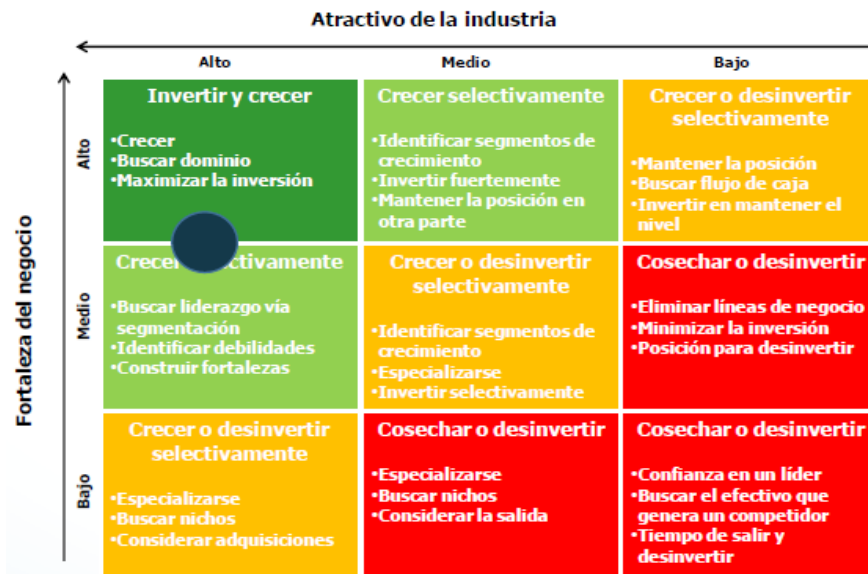 Atractivo de la industria
Alto
Medio
Bajo
Fortaleza del negocio
Alto
Invertir y crecer
•Crecer
•Buscar dominio
•Maximizar la inversión
Crecer selectivamente
•Identificar segmentos de
crecimiento
•Invertir fuertemente
•Mantener la posición en
otra parte
Crecer o desinvertir
selectivamente
•Mantener la posición
•Buscar flujo de caja
•Invertir en mantener el
nivel
Medio
Crecer ectivamente
•Buscar liderazgo vía
segmentación
•Identificar debilidades
•Construir fortalezas
Crecer o desinvertir
selectivamente
•Identificar segmentos de
crecimiento
•Especializarse
•Invertir selectivamente
Cosechar o desinvertir
•Eliminar líneas de negocio
•Minimizar la inversión
•Posición para desinvertir
Bajo
Crecer o desinvertir
selectivamente
•Especializarse
•Buscar nichos
•Considerar adquisiciones
Cosechar o desinvertir
•Especializarse
•Buscar nichos
•Considerar la salida
Cosechar o desinvertir
•Confianza en un líder
•Buscar el efectivo que
genera un competidor
•Tiempo de salir y
desinvertir